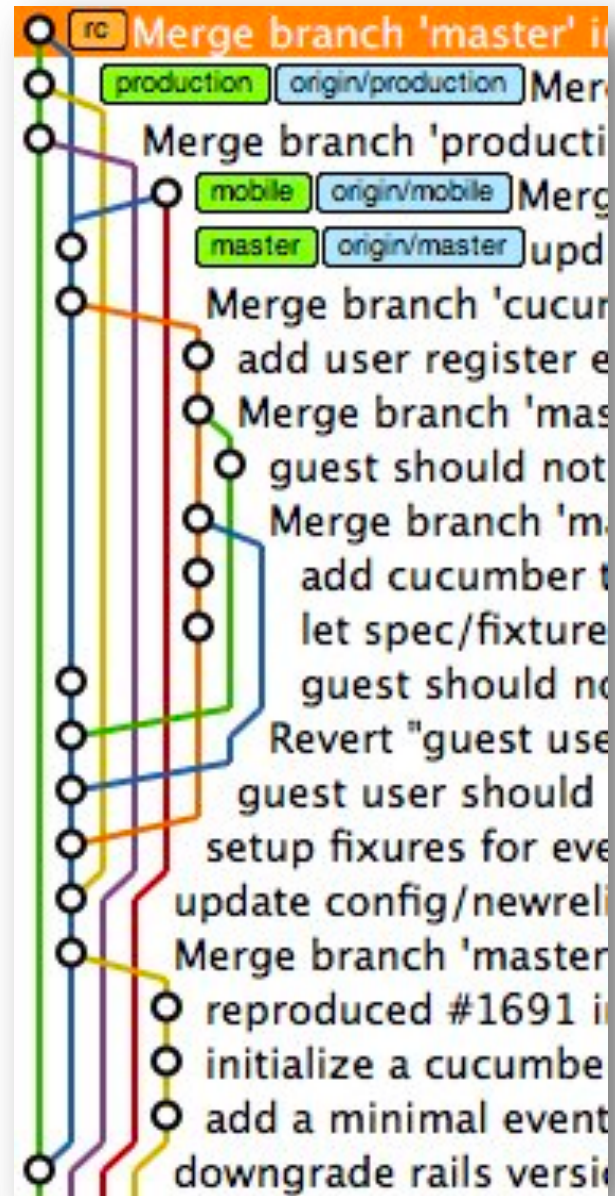 rc Merge branch 'master' i
production origin/production Mer
Merge branch 'producti
mobile origin/mobile Merg
master origin/master upd
Merge branch 'cucu
add user register e
Merge branch 'mas
guest should not
Merge branch 'm
add cucumber t
let spec/fixture
guest should no
Revert "guest use
guest user should
setup fixures for eve
update config/newreli
Merge branch 'master
reproduced #1691 i
initialize a cucumbe
add a minimal event
downgrade rails versi